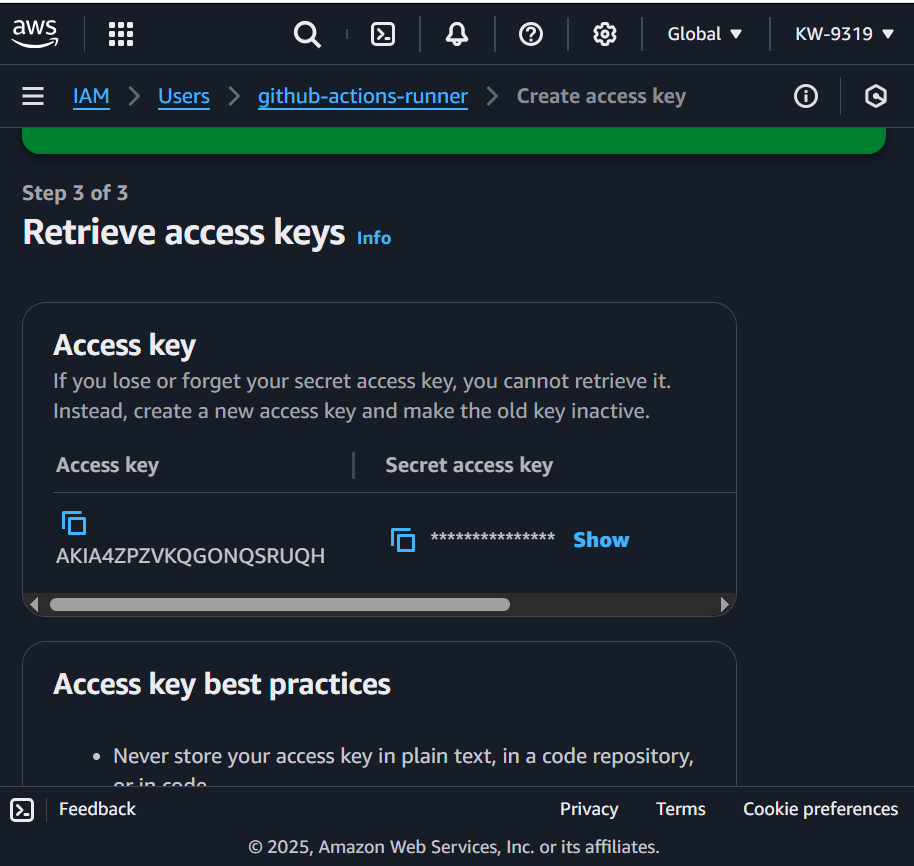 aws
Global ▼
KW-9319 ▼
IAM > Users > github-actions-runner > Create access key
Step 3 of 3
Retrieve access keys Info
Access key
If you lose or forget your secret access key, you cannot retrieve it.
Instead, create a new access key and make the old key inactive.
Access key | Secret access key
AKIA4ZPZVKQGONQSRUQH
*************** Show
Access key best practices
• Never store your access key in plain text, in a code repository,
or in code
Feedback
Privacy
Terms
Cookie preferences
© 2025, Amazon Web Services, Inc. or its affiliates.